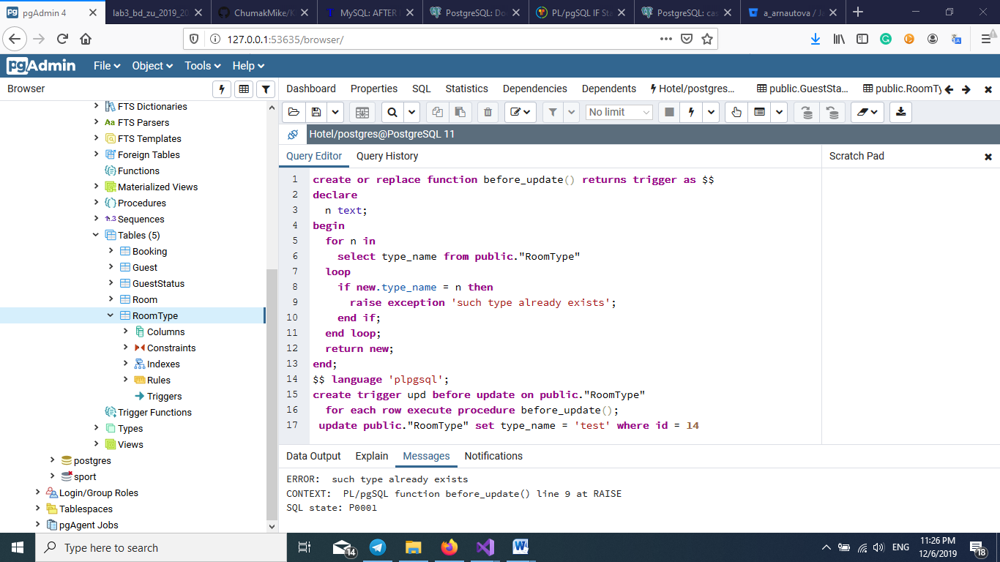 pgAdmin 4
lab3_bd_zu_2019_20
ChumakMike/K
MySQL: AFTER
PostgreSQL: Do
PL/pgSQL IF Sta
PostgreSQL: cas
a_arnautova / Ja
127.0.0.1:53635/browser/
pgAdmin File Object Tools Help
Browser
Dashboard Properties SQL Statistics Dependencies Dependents Hotel/postgres... public.GuestSta... public.RoomTy
FTS Dictionaries
FTS Parsers
FTS Templates
Foreign Tables
Functions
Materialized Views
Procedures
Sequences
Tables (5)
Booking
Guest
GuestStatus
Room
RoomType
Columns
Constraints
Indexes
Rules
Triggers
Trigger Functions
Types
Views
postgres
sport
Login/Group Roles
Tablespaces
pgAgent Jobs
No limit
Hotel/postgres@PostgreSQL 11
Query Editor Query History
Scratch Pad
1 create or replace function before_update() returns trigger as $$
2 declare
3 n text;
4 begin
5 for n in
6 select type_name from public."RoomType"
7 loop
8 if new.type_name = n then
9 raise exception 'such type already exists';
10 end if;
11 end loop;
12 return new;
13 end;
14 $$ language 'plpgsql';
15 create trigger upd before update on public."RoomType"
16 for each row execute procedure before_update();
17 update public."RoomType" set type_name = 'test' where id = 14
Data Output Explain Messages Notifications
ERROR: such type already exists
CONTEXT: PL/pgSQL function before_update() line 9 at RAISE
SQL state: P0001
Type here to search
14
ENG
11:26 PM
12/6/2019
18